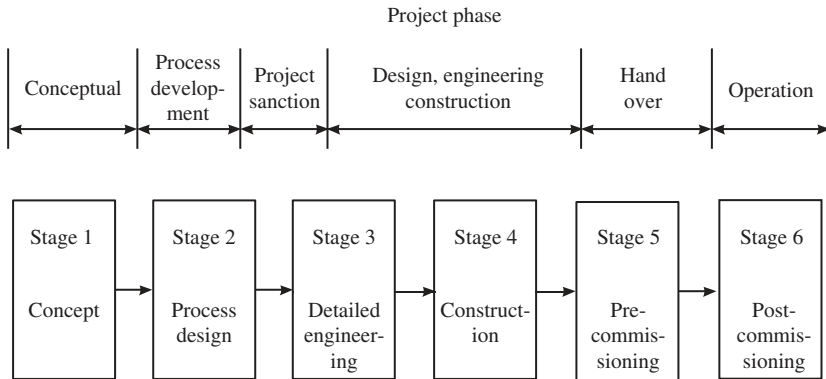 Project phase
Conceptual
Process
develop-
ment
Project
sanction
Design, engineering
construction
Hand
over
Operation
Stage 1
Concept
Stage 2
Process
design
Stage 3
Detailed
engineer-
ing
Stage 4
Construct-
ion
Stage 5
Pre-
commis-
sioning
Stage 6
Post-
commis-
sioning